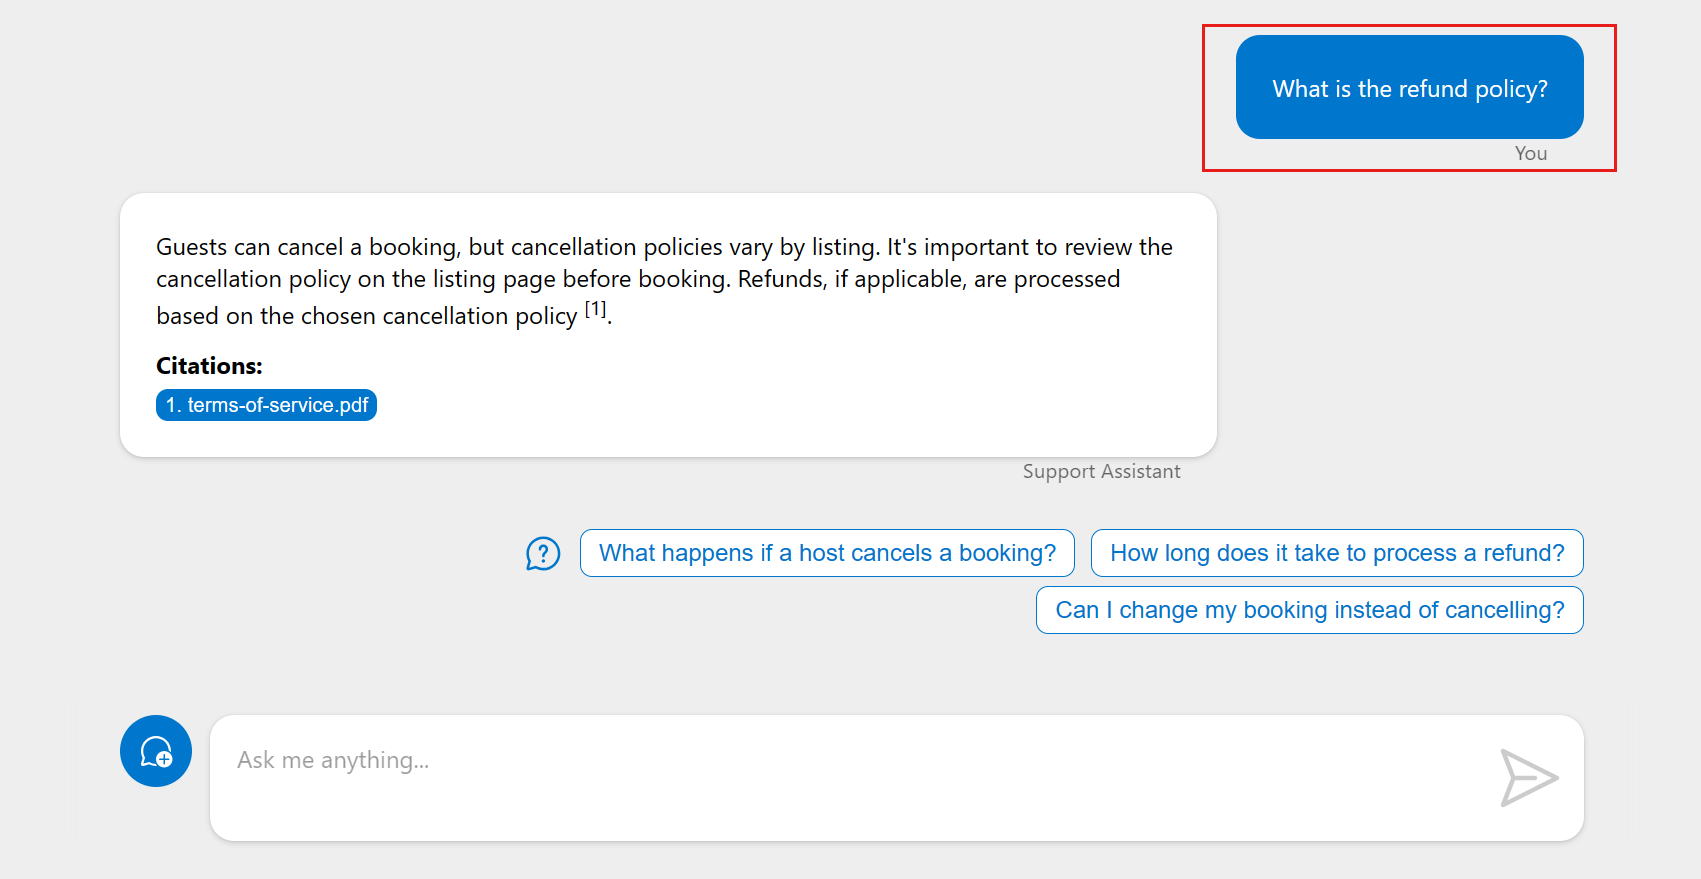 What is the refund policy?
You
Guests can cancel a booking, but cancellation policies vary by listing. It's important to review the
cancellation policy on the listing page before booking. Refunds, if applicable, are processed
based on the chosen cancellation policy [1].
Citations:
1. terms-of-service.pdf
Support Assistant
What happens if a host cancels a booking?
How long does it take to process a refund?
Can I change my booking instead of cancelling?
Ask me anything...